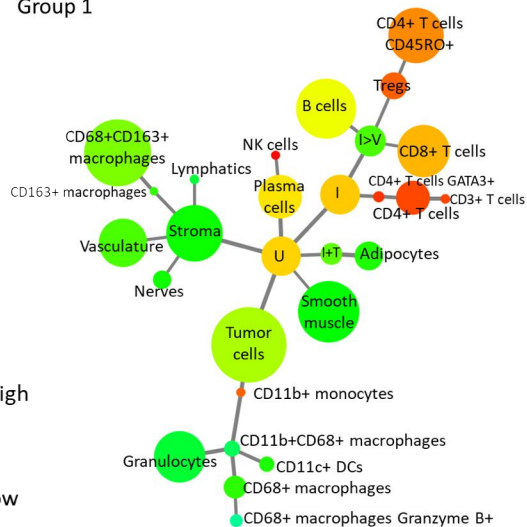 Group 1
CD4+ T cells
CD45RO+
Tregs
B cells
I>V
CD8+ T cells
NK cells
CD68+CD163+
macrophages
Lymphatics
CD163+ macrophages
Plasma
cells
I
CD4+ T cells GATA3+
CD3+ T cells
CD4+ T cells
Stroma
Vasculature
U
I+T
Adipocytes
Nerves
Smooth
muscle
Tumor
cells
igh
CD11b+ monocytes
CD11b+CD68+ macrophages
Granulocytes
CD11c+ DCs
CD68+ macrophages
ow
CD68+ macrophages Granzyme B+